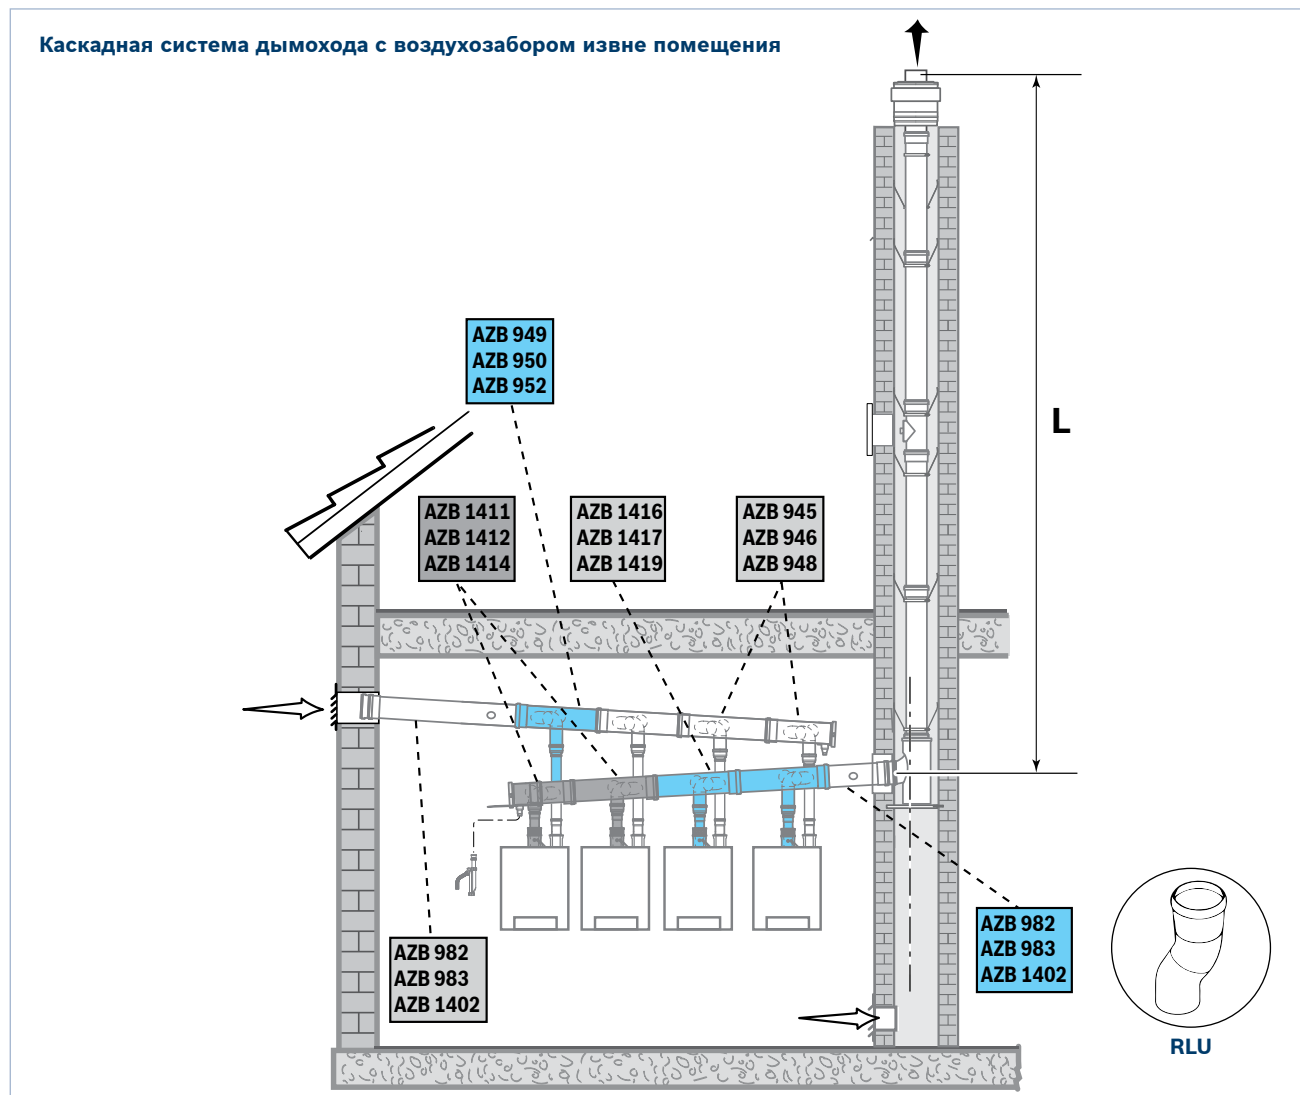 Каскадная система дымохода с воздухозабором извне помещения
AZB 949
AZB 950
AZB 952
L
AZB 1411
AZB 1412
AZB 1414
AZB 1416
AZB 1417
AZB 1419
AZB 945
AZB 946
AZB 948
AZB 982
AZB 983
AZB 1402
AZB 982
AZB 983
AZB 1402
RLU